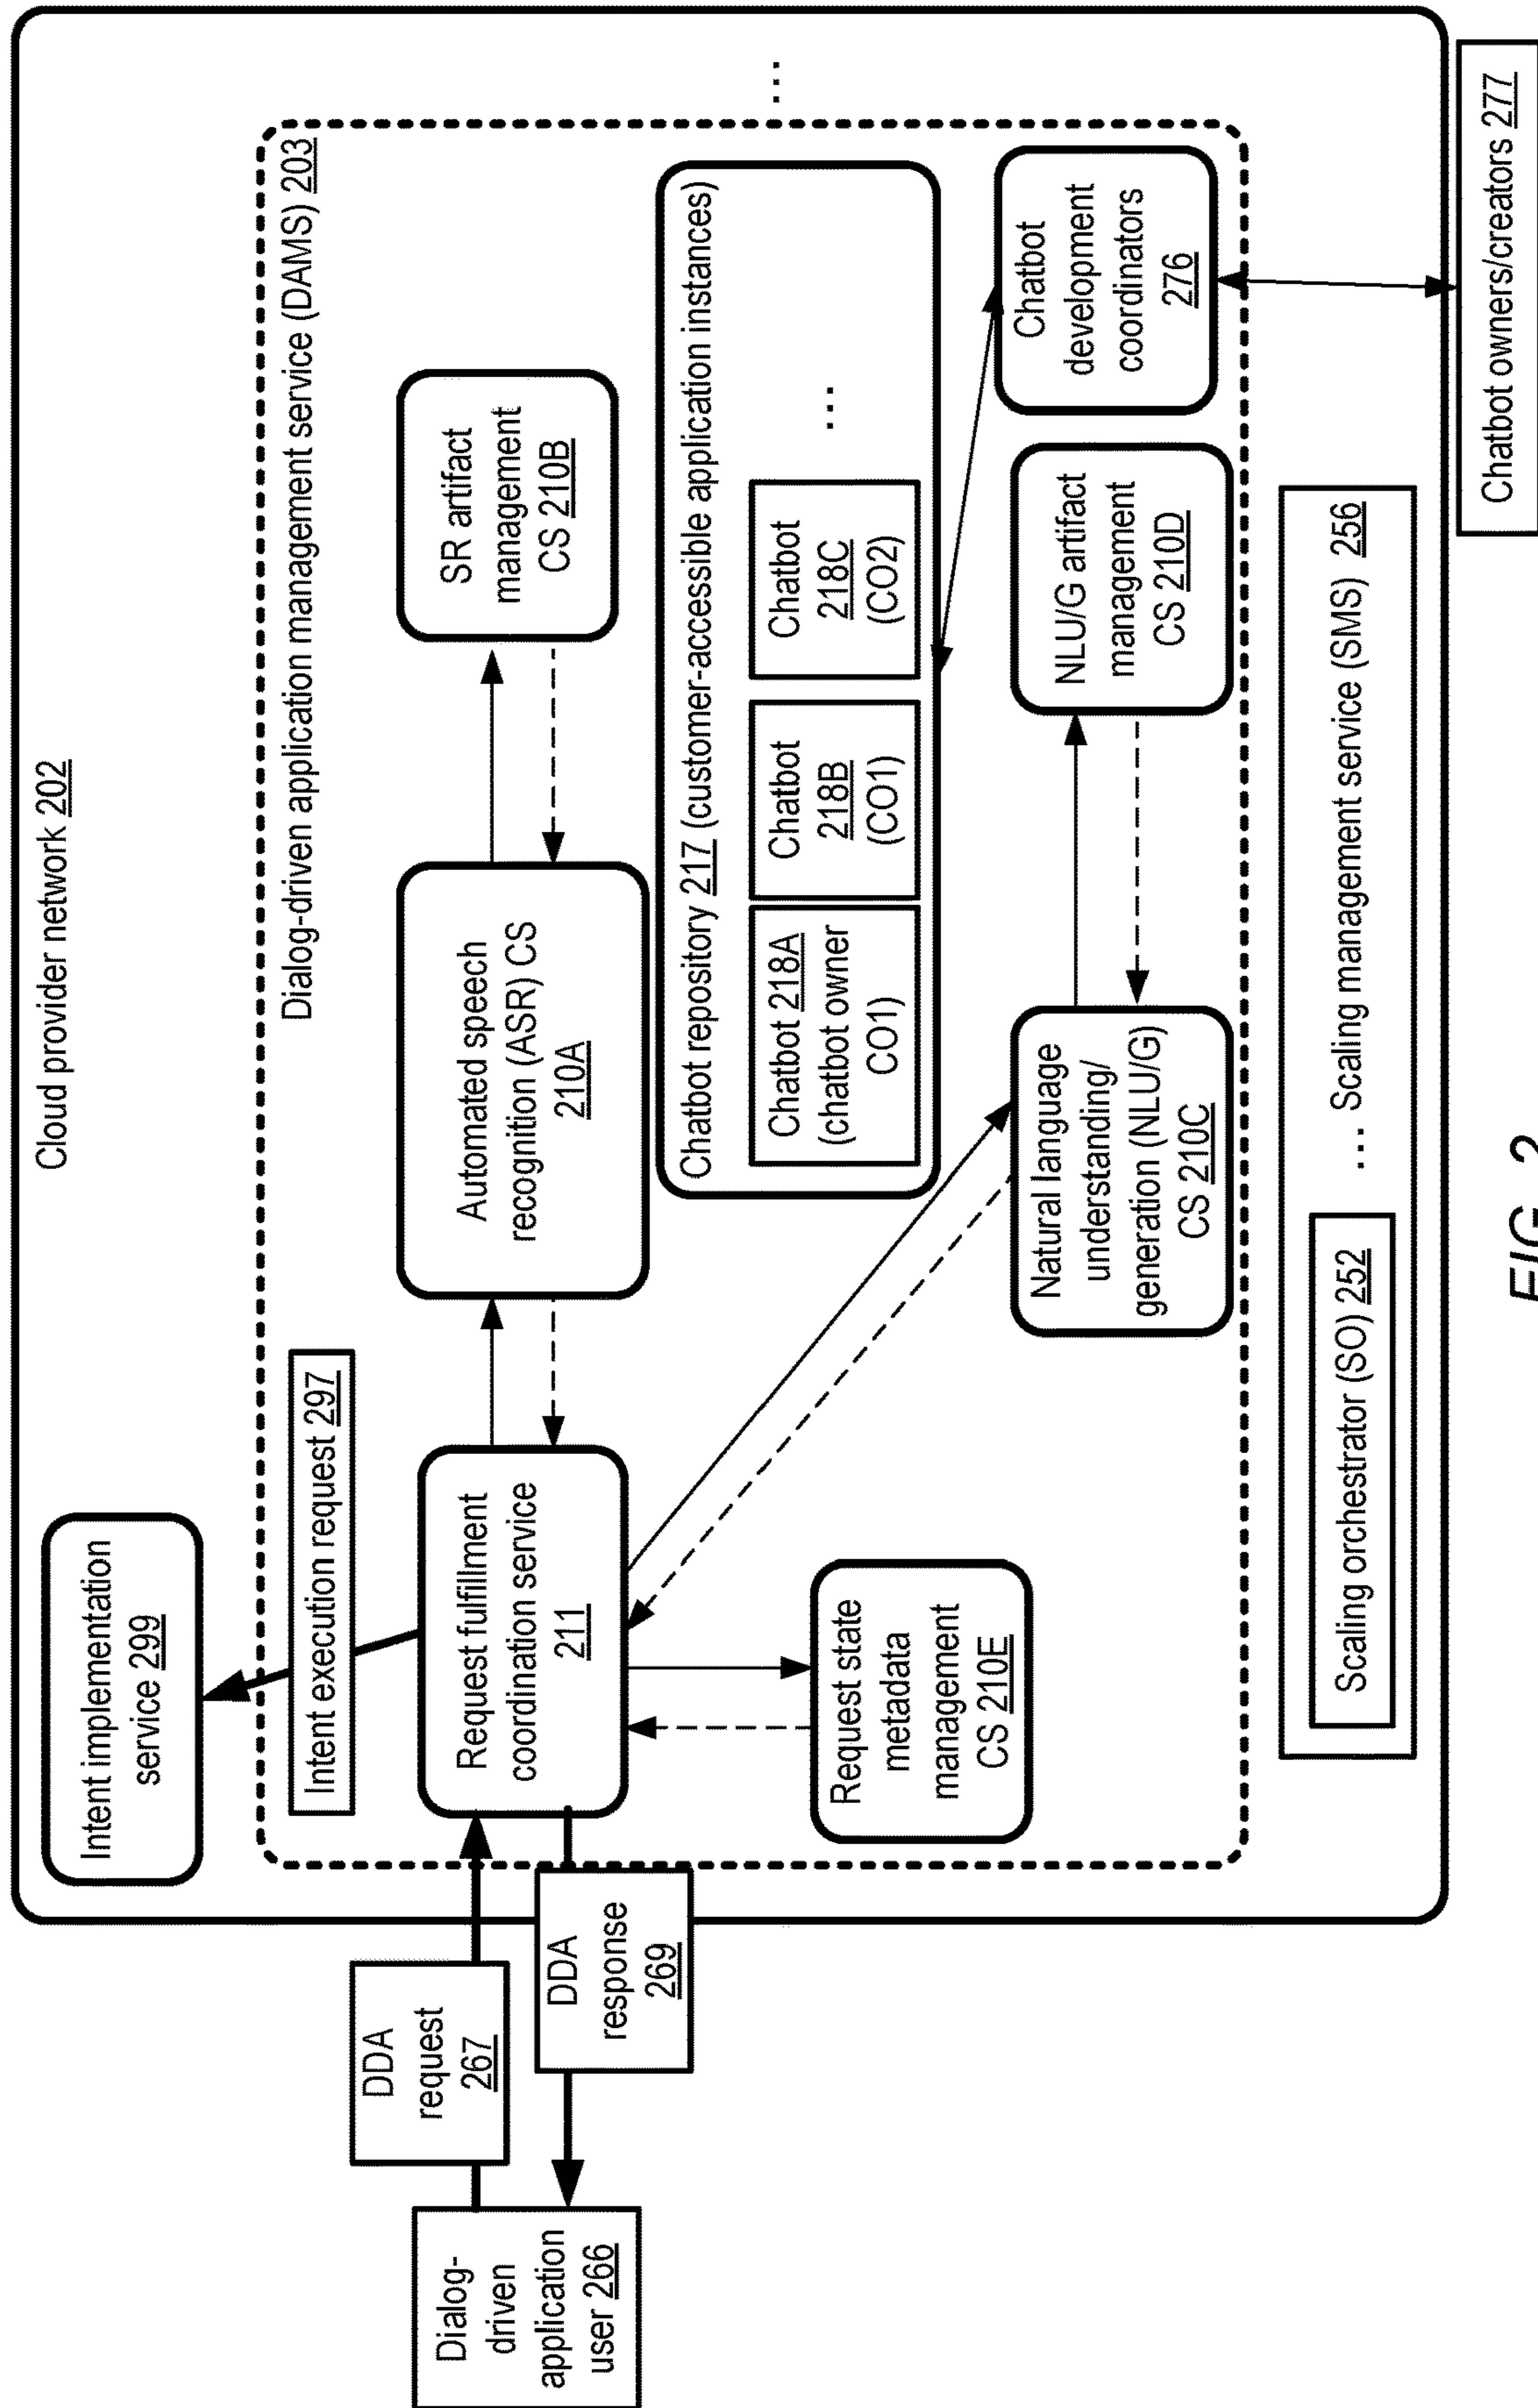 Cloud provider network 202
Intent implementation
service 299
Dialog-driven application management service (DAMS) 203
Intent execution request 297
DDA
request
267
DDA
response
269
Dialog-
driven
application
user 266
Request fulfillment
coordination service
211
Automated speech
recognition (ASR) CS
210A
SR artifact
management
CS 210B
Chatbot repository 217 (customer-accessible application instances)
Chatbot 218A
(chatbot owner
CO1)
Chatbot
218B
(CO1)
Chatbot
218C
(CO2)
...
...
Request state
metadata
management
CS 210E
Natural language
understanding/
generation (NLU/G)
CS 210C
NLU/G artifact
management
CS 210D
Chatbot
development
coordinators
276
Scaling orchestrator (SO) 252
... Scaling management service (SMS) 256
Chatbot owners/creators 277
FIG. 2